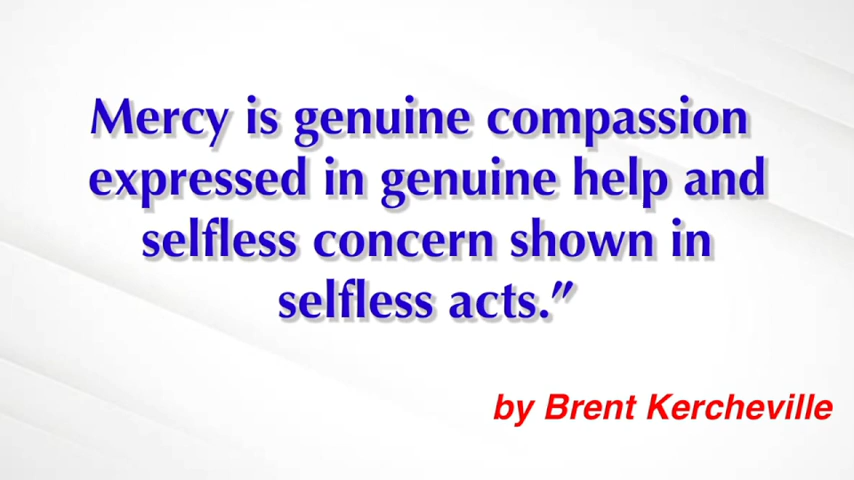 Mercy is genuine compassion
expressed in genuine help and
selfless concern shown in
selfless acts.”
by Brent Kercheville